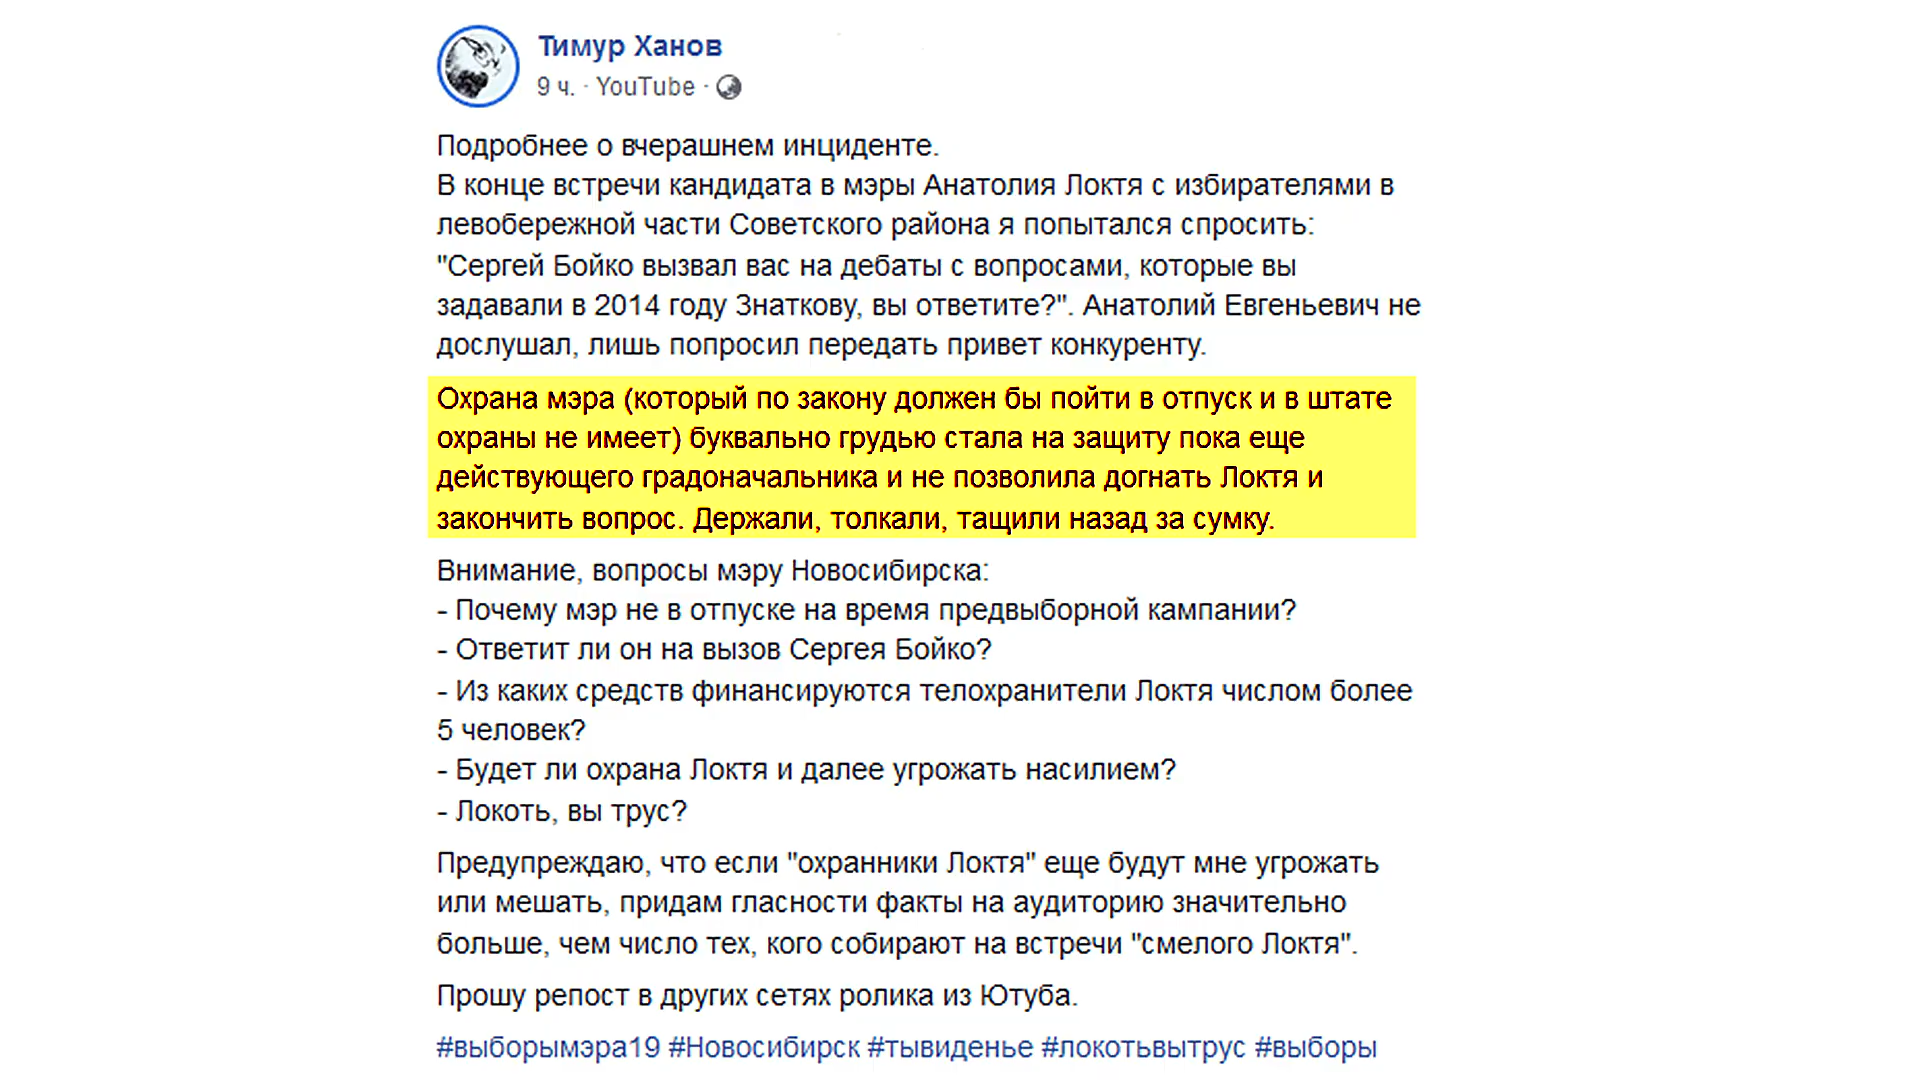 Тимур Ханов
9 ч. · YouTube ·
Подробнее о вчерашнем инциденте.
В конце встречи кандидата в мэры Анатолия Локтя с избирателями в
левобережной части Советского района я попытался спросить:
"Сергей Бойко вызвал вас на дебаты с вопросами, которые вы
задавали в 2014 году Знаткову, вы ответите?". Анатолий Евгеньевич не
дослушал, лишь попросил передать привет конкуренту.
Охрана мэра (который по закону должен бы пойти в отпуск и в штате
охраны не имеет) буквально грудью стала на защиту пока еще
действующего градоначальника и не позволила догнать Локтя и
закончить вопрос. Держали, толкали, тащили назад за сумку.
Внимание, вопросы мэру Новосибирска:
- Почему мэр не в отпуске на время предвыборной кампании?
- Ответит ли он на вызов Сергея Бойко?
- Из каких средств финансируются телохранители Локтя числом более
5 человек?
- Будет ли охрана Локтя и далее угрожать насилием?
- Локоть, вы трус?
Предупреждаю, что если "охранники Локтя" еще будут мне угрожать
или мешать, придам гласности факты на аудиторию значительно
больше, чем число тех, кого собирают на встречи "смелого Локтя".
Прошу репост в других сетях ролика из Ютуба.
#выборымэра19 #Новосибирск #тывиденье #локотьвытрус #выборы